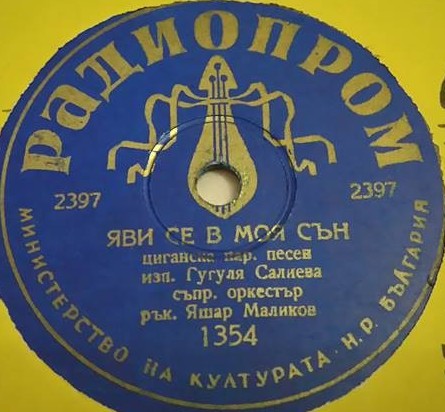 РАДИОПРОМ
2397 2397
ЯВИ СЕ В МОЯ СЪН
циганска нар. песен
изп. Гугуля Салиева
съпр. оркестър
рък. Яшар Маликов
1354
МИНИСТЕРСТВО НА КУЛТУРАТА · Н.Р. БЪЛГАРИЯ